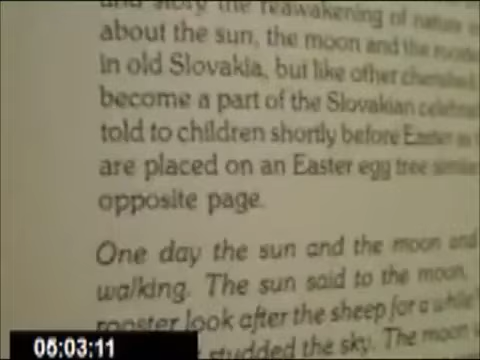 and story the reawakening of nature
about the sun, the moon and the rooster
in old Slovakia, but like other cherished
become a part of the Slovakian
told to children shortly before Easter as
are placed on an Easter egg tree
opposite page.
One day the sun and the moon and
walking. The sun said to the moon,
rooster look after the sheep for a while
studded the sky. The moon
05:03:11